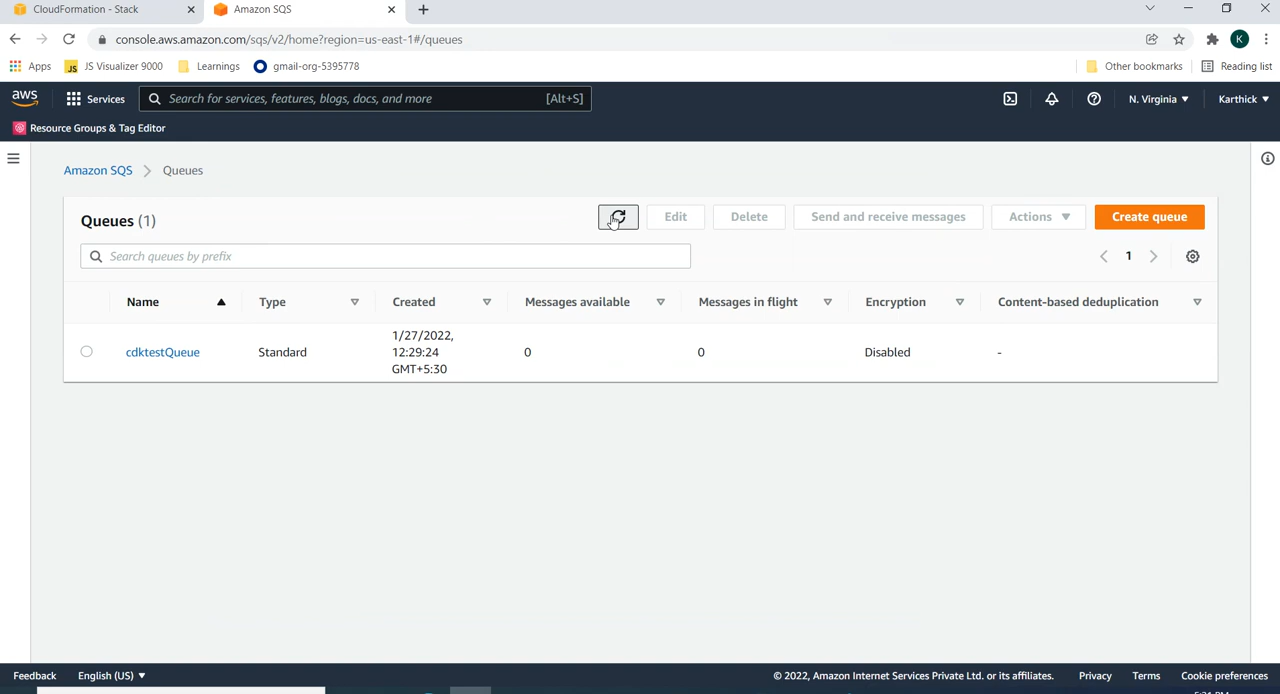 CloudFormation - Stack
Amazon SQS
console.aws.amazon.com/sqs/v2/home?region=us-east-1#/queues
K
Apps
JS
JS Visualizer 9000
Learnings
gmail-org-5395778
Other bookmarks
Reading list
aws
Services
Search for services, features, blogs, docs, and more
[Alt+S]
N. Virginia
Karthick
Resource Groups & Tag Editor
Amazon SQS
Queues
Queues (1)
Edit
Delete
Send and receive messages
Actions
Create queue
Search queues by prefix
1
Name
Type
Created
Messages available
Messages in flight
Encryption
Content-based deduplication
cdktestQueue
Standard
1/27/2022,
12:29:24
GMT+5:30
0
0
Disabled
-
Feedback
English (US)
© 2022, Amazon Internet Services Private Ltd. or its affiliates.
Privacy
Terms
Cookie preferences